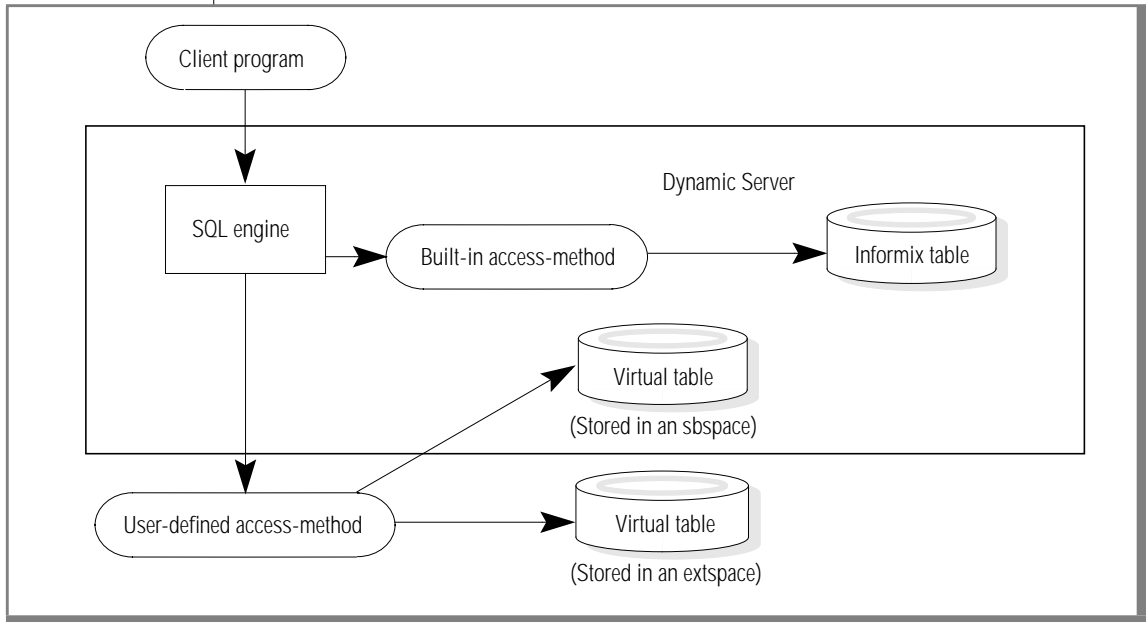 Client program
Dynamic Server
SQL engine
Built-in access-method
Informix table
Virtual table
(Stored in an sbspace)
User-defined access-method
Virtual table
(Stored in an extspace)